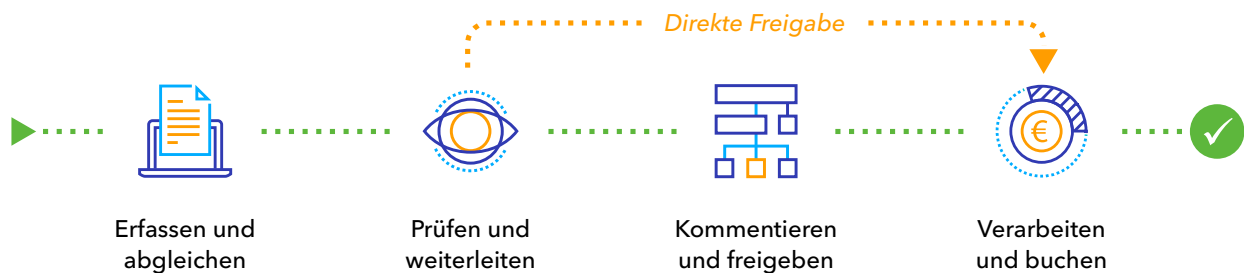 Direkte Freigabe
€
Erfassen und
abgleichen
Prüfen und
weiterleiten
Kommentieren
und freigeben
Verarbeiten
und buchen